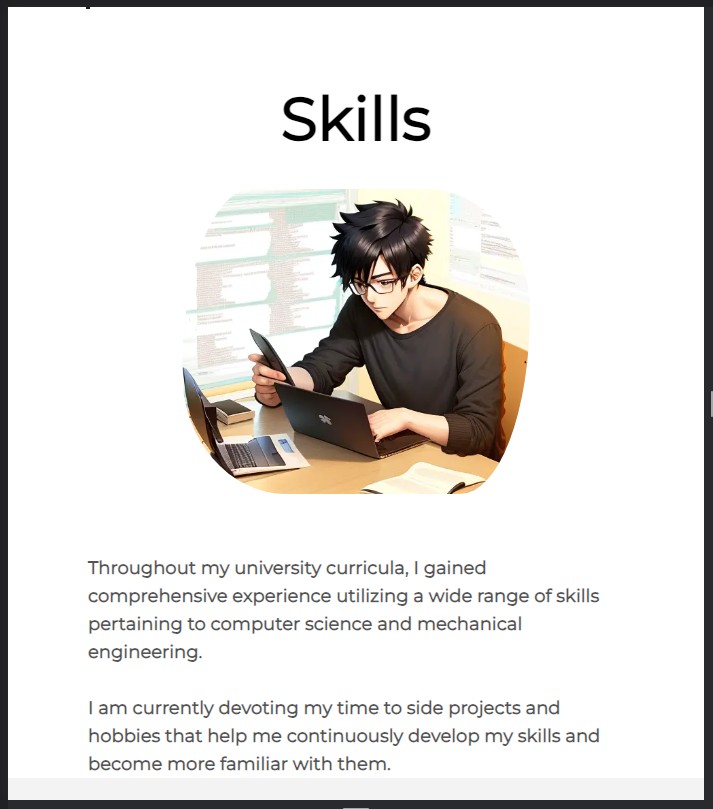 Skills
Throughout my university curricula, I gained
comprehensive experience utilizing a wide range of skills
pertaining to computer science and mechanical
engineering.
I am currently devoting my time to side projects and
hobbies that help me continuously develop my skills and
become more familiar with them.